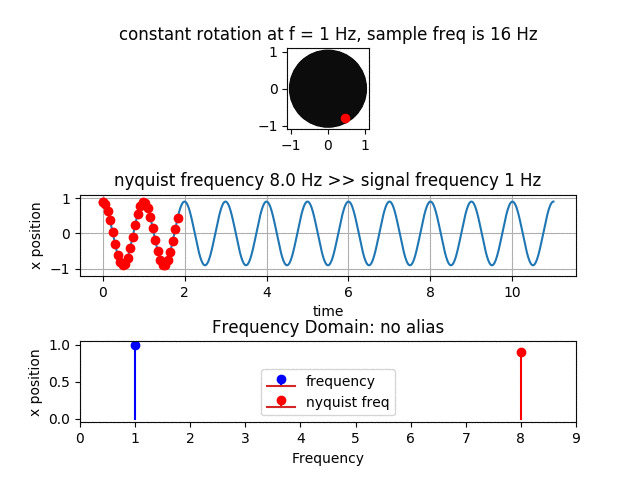 constant rotation at f = 1 Hz, sample freq is 16 Hz
1
0
−1
−1 0 1
nyquist frequency 8.0 Hz >> signal frequency 1 Hz
x position
1
0
−1
0 2 4 6 8 10
time
Frequency Domain: no alias
x position
1.0
0.5
0.0
frequency
nyquist freq
0 1 2 3 4 5 6 7 8 9
Frequency